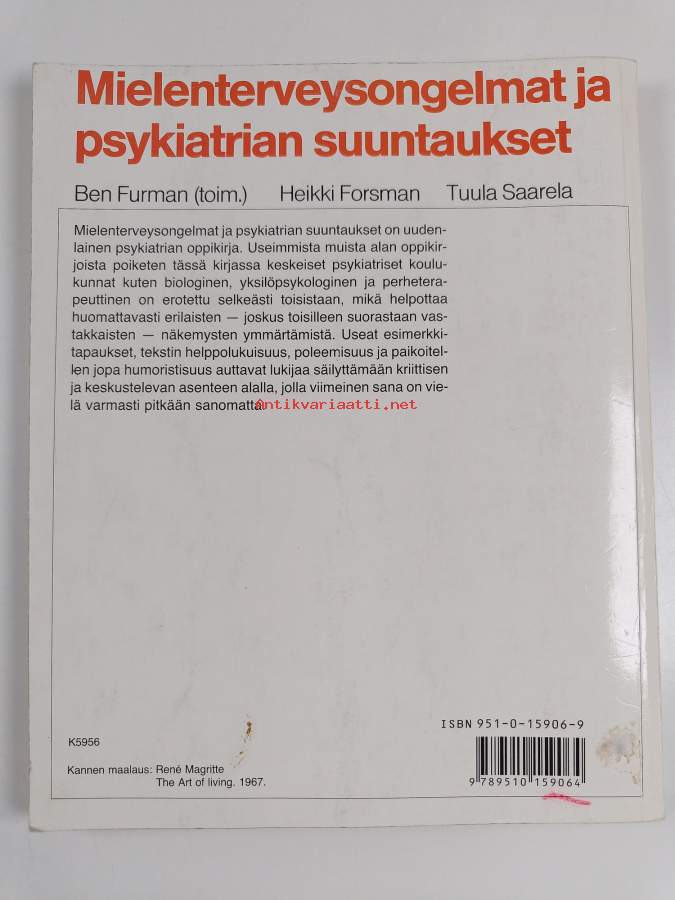 Mielenterveysongelmat ja
psykiatrian suuntaukset
Ben Furman (toim.) Heikki Forsman Tuula Saarela
Mielenterveysongelmat ja psykiatrian suuntaukset on uuden-
lainen psykiatrian oppikirja. Useimmista muista alan oppikir-
joista poiketen tässä kirjassa keskeiset psykiatriset koulu-
kunnat kuten biologinen, yksilöpsykologinen ja perhetera-
peuttinen on erotettu selkeästi toisistaan, mikä helpottaa
huomattavasti erilaisten — joskus toisilleen suorastaan vas-
takkaisten — näkemysten ymmärtämistä. Useat esimerkki-
tapaukset, tekstin helppolukuisuus, poleemisuus ja paikoitel-
len jopa humoristisuus auttavat lukijaa säilyttämään kriittisen
ja keskustelevan asenteen alalla, jolla viimeinen sana on vie-
lä varmasti pitkään sanomatta.
Antikvariaatti.net
ISBN 951-0-15906-9
9 789510 159064
K5956
Kannen maalaus: René Magritte
The Art of living. 1967.